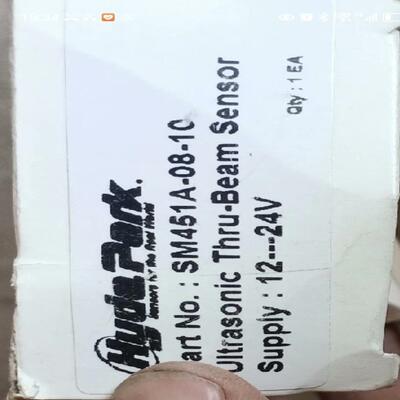 Hyde Park.
Sensors for the Real World
art No. : SM451A-08-10
Ultrasonic Thru-Beam Sensor
Supply : 12---24V
Qty : 1 EA